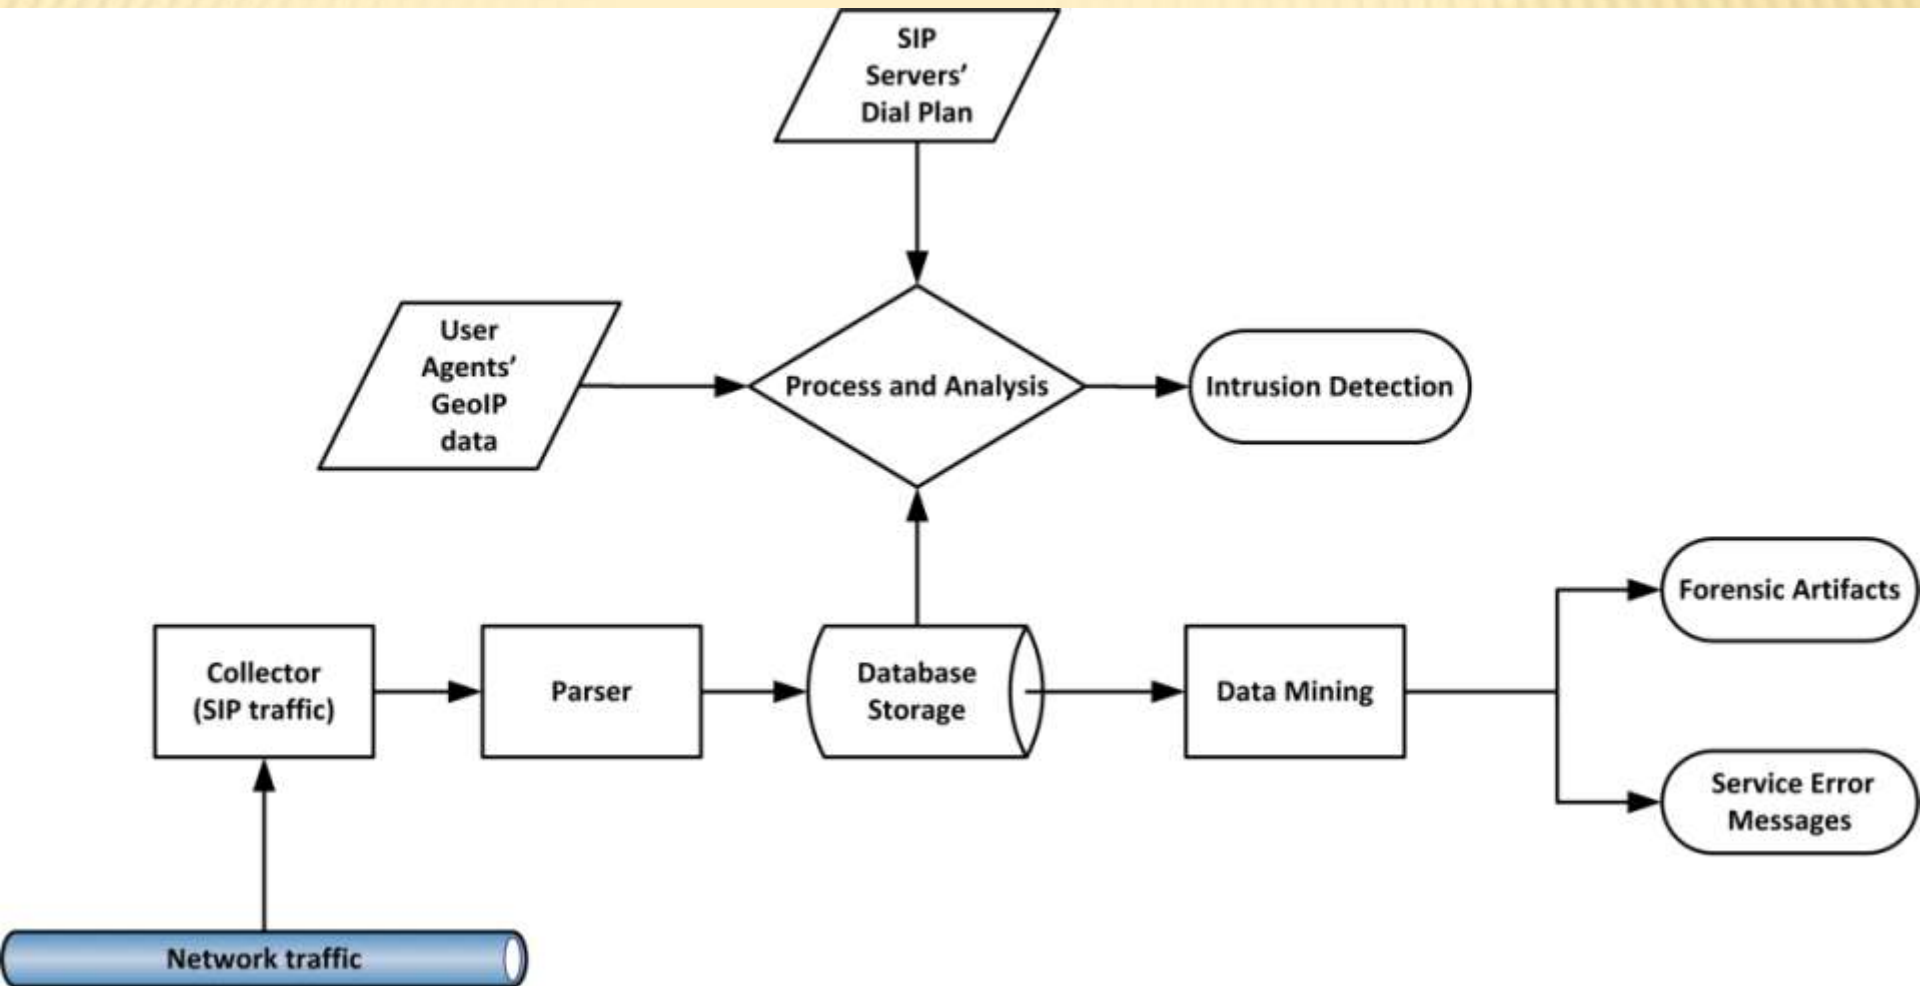 SIP
Servers’
Dial Plan
User
Agents’
GeoIP
data
Process and Analysis
Intrusion Detection
Forensic Artifacts
Collector
(SIP traffic)
Parser
Database
Storage
Data Mining
Service Error
Messages
Network traffic